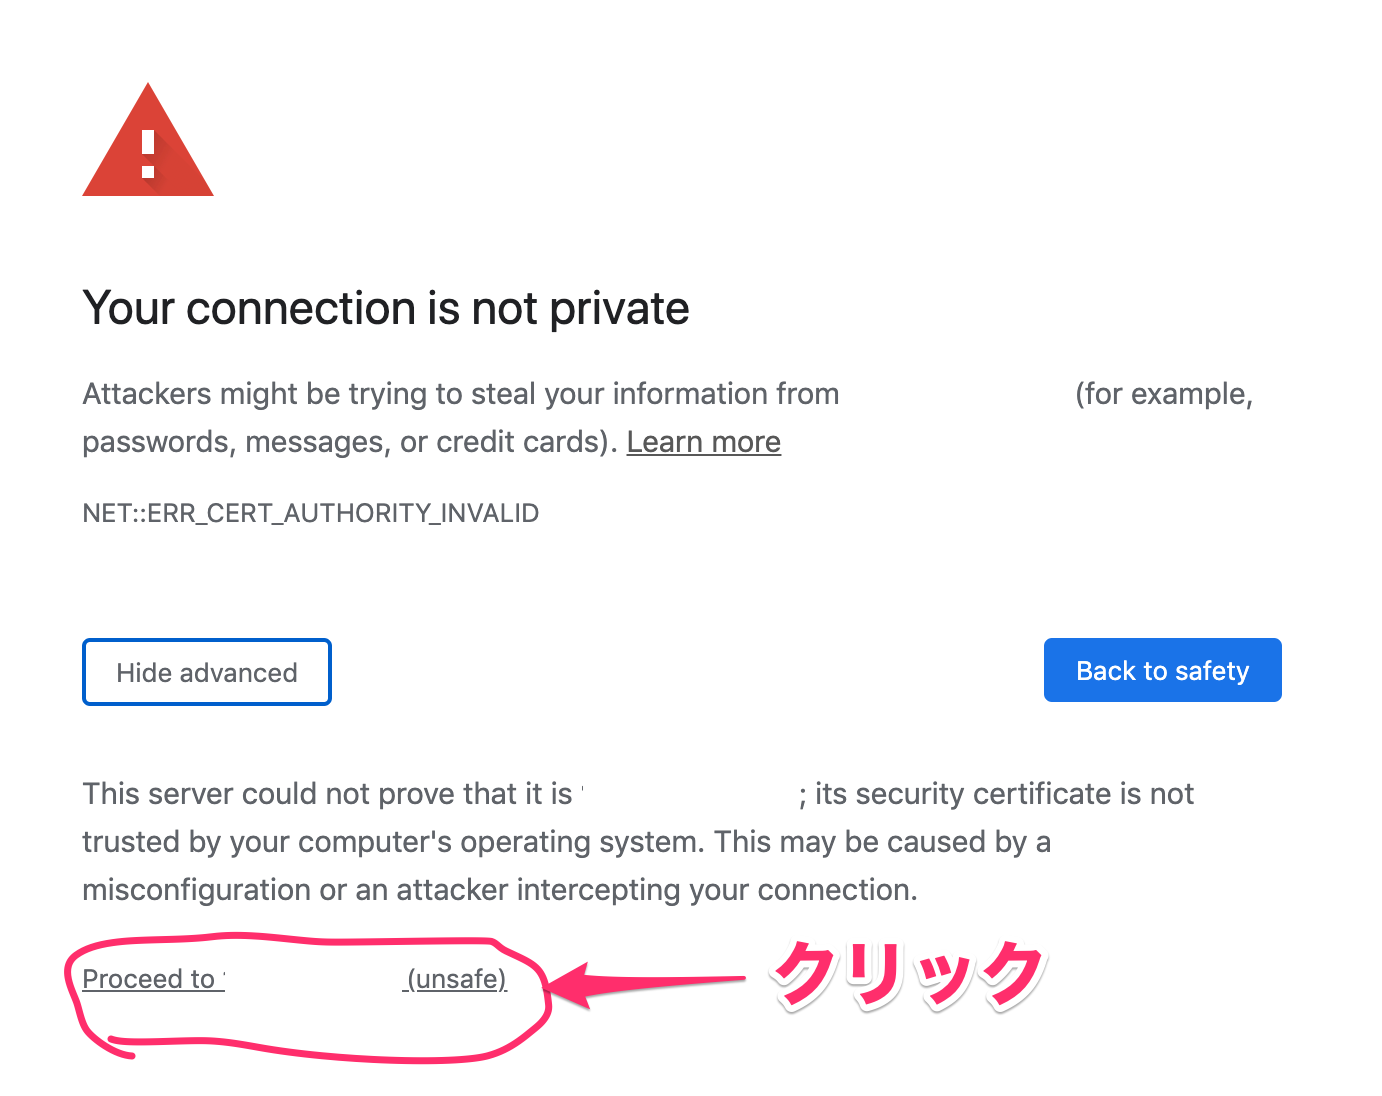 Your connection is not private
Attackers might be trying to steal your information from (for example,
passwords, messages, or credit cards). Learn more
NET::ERR_CERT_AUTHORITY_INVALID
Hide advanced
Back to safety
This server could not prove that it is ; its security certificate is not
trusted by your computer's operating system. This may be caused by a
misconfiguration or an attacker intercepting your connection.
Proceed to (unsafe)
クリック